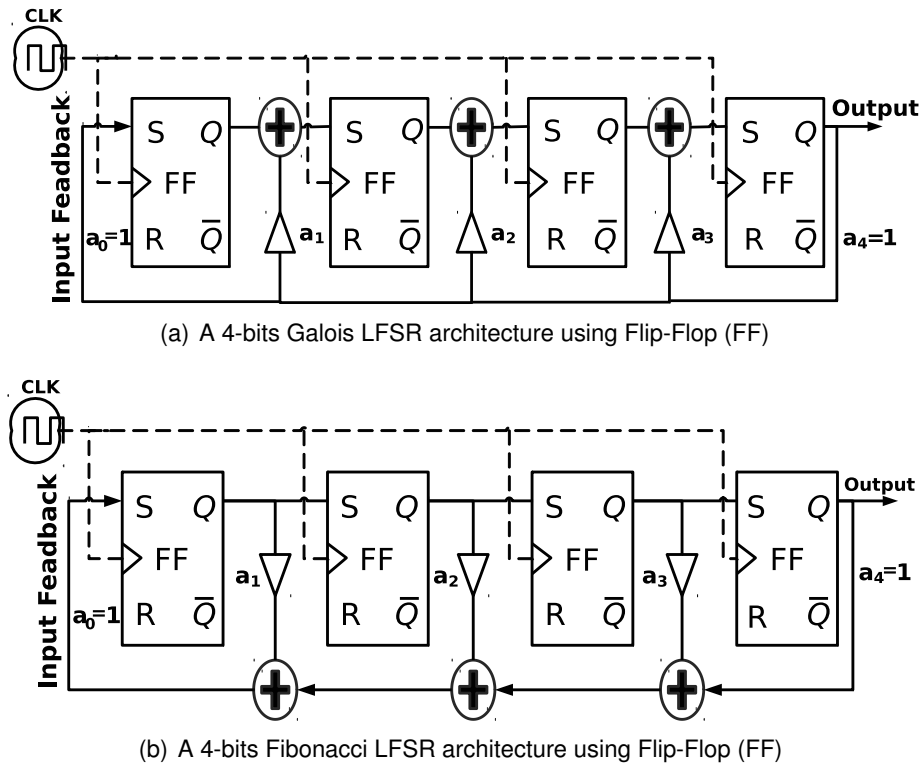 CLK
Input Feadback
Output
S Q S Q S Q S Q
FF FF FF FF
a₀=1 R Q̅ a₁ R Q̅ a₂ R Q̅ a₃ R Q̅ a₄=1
(a) A 4-bits Galois LFSR architecture using Flip-Flop (FF)
CLK
Input Feadback
Output
S Q S Q S Q S Q
FF a₁ FF a₂ FF a₃ FF a₄=1
a₀=1 R Q̅ R Q̅ R Q̅ R Q̅
(b) A 4-bits Fibonacci LFSR architecture using Flip-Flop (FF)